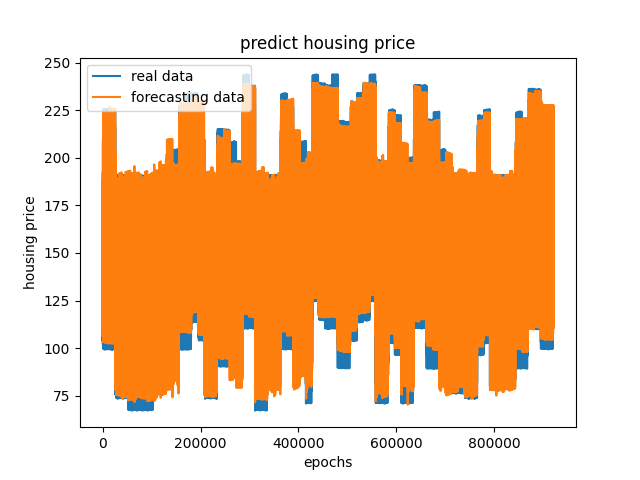 predict housing price
real data
forecasting data
housing price
250
225
200
175
150
125
100
75
0
200000
400000
600000
800000
epochs